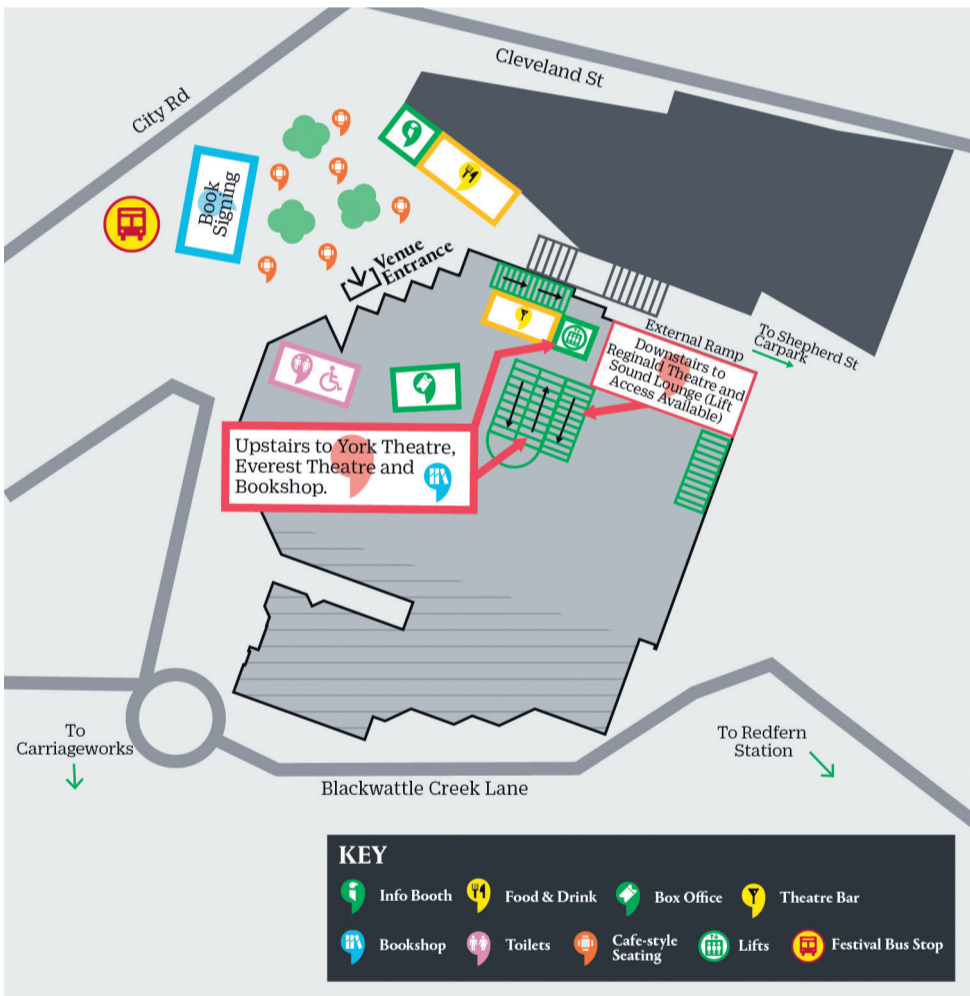 Cleveland St
City Rd
Book
Signing
Venue
Entrance
External Ramp
To Shepherd St
Carpark
Downstairs to
Reginald Theatre and
Sound Lounge (Lift
Access Available)
Upstairs to York Theatre,
Everest Theatre and
Bookshop.
To
Carriageworks
To Redfern
Station
Blackwattle Creek Lane
KEY
Info Booth
Food & Drink
Box Office
Theatre Bar
Bookshop
Toilets
Cafe-style
Seating
Lifts
Festival Bus Stop